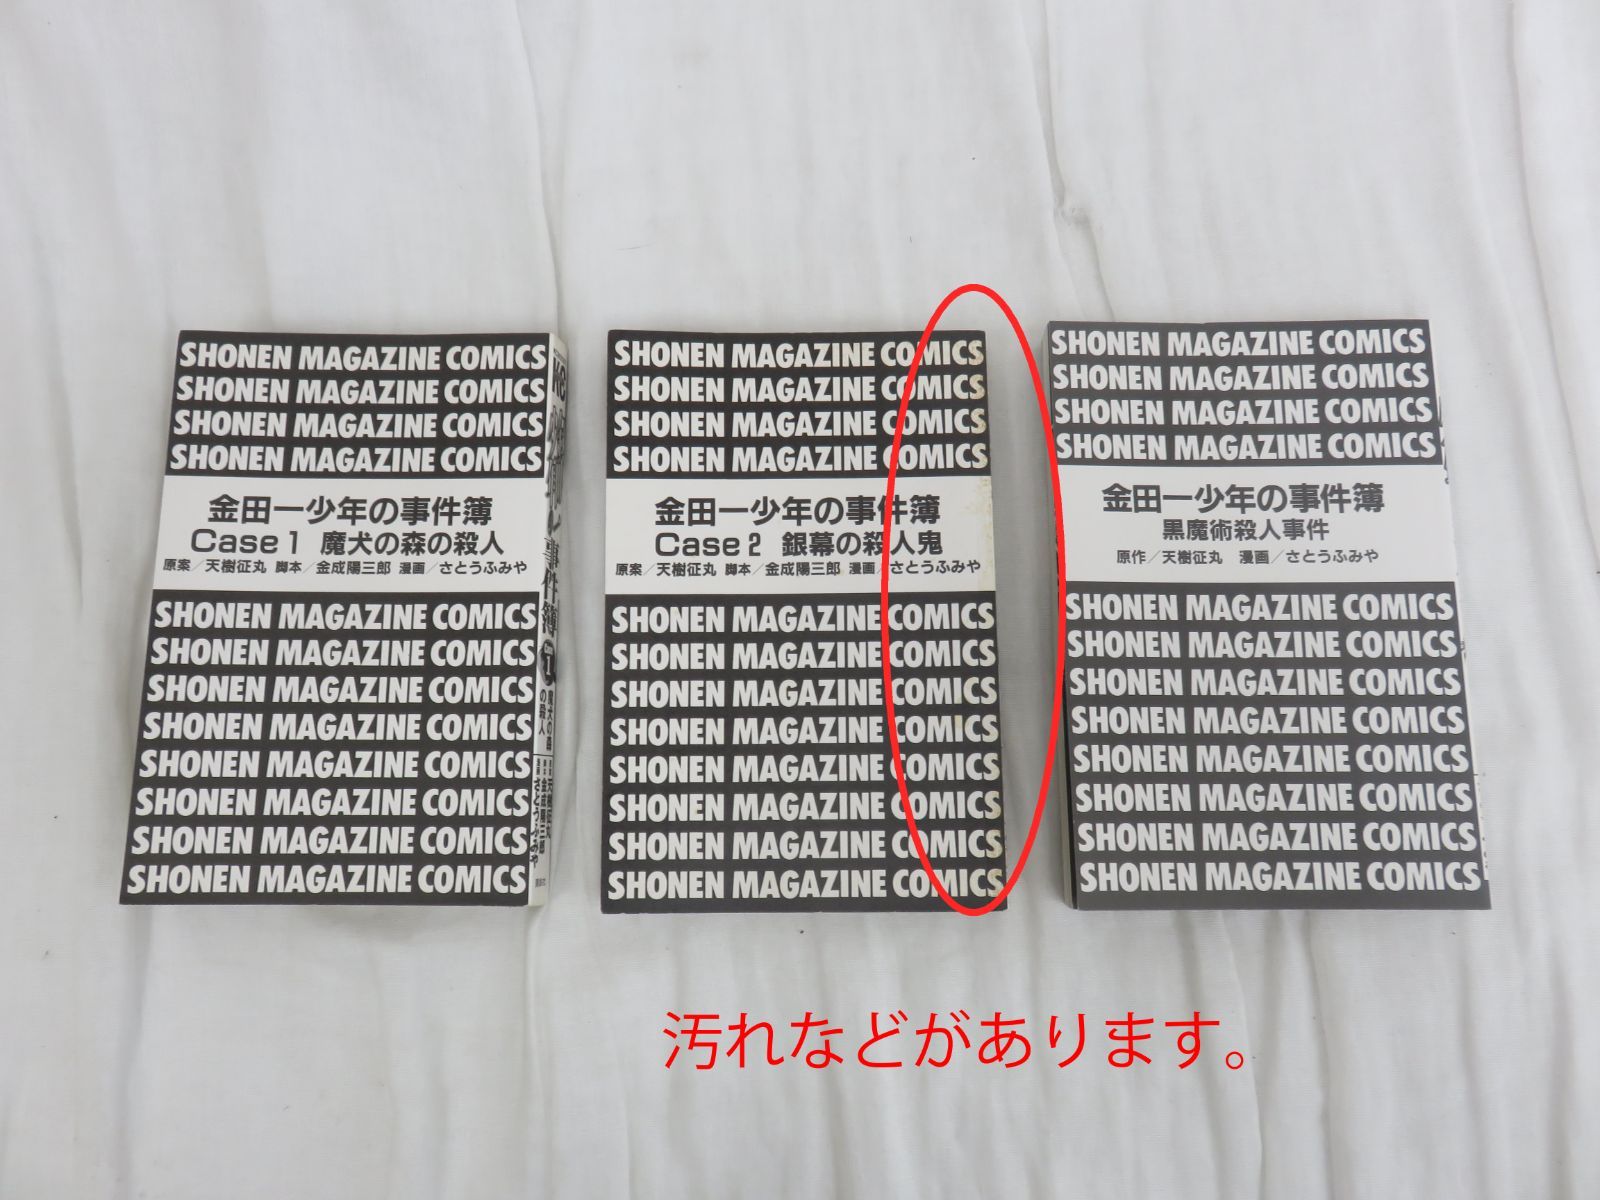 SHONEN MAGAZINE COMICS
SHONEN MAGAZINE COMICS
SHONEN MAGAZINE COMICS
SHONEN MAGAZINE COMICS
金田一少年の事件簿
Case1 魔犬の森の殺人
原案／天樹征丸 脚本／金成陽三郎 漫画／さとうふみや
SHONEN MAGAZINE COMICS
SHONEN MAGAZINE COMICS
SHONEN MAGAZINE COMICS
SHONEN MAGAZINE COMICS
SHONEN MAGAZINE COMICS
SHONEN MAGAZINE COMICS
SHONEN MAGAZINE COMICS
SHONEN MAGAZINE COMICS
SHONEN MAGAZINE COMICS
SHONEN MAGAZINE COMICS
SHONEN MAGAZINE COMICS
SHONEN MAGAZINE COMICS
金田一少年の事件簿
Case2 銀幕の殺人鬼
原案／天樹征丸 脚本／金成陽三郎 漫画／さとうふみや
SHONEN MAGAZINE COMICS
SHONEN MAGAZINE COMICS
SHONEN MAGAZINE COMICS
SHONEN MAGAZINE COMICS
SHONEN MAGAZINE COMICS
SHONEN MAGAZINE COMICS
SHONEN MAGAZINE COMICS
SHONEN MAGAZINE COMICS
SHONEN MAGAZINE COMICS
SHONEN MAGAZINE COMICS
SHONEN MAGAZINE COMICS
SHONEN MAGAZINE COMICS
金田一少年の事件簿
黒魔術殺人事件
原作／天樹征丸 漫画／さとうふみや
SHONEN MAGAZINE COMICS
SHONEN MAGAZINE COMICS
SHONEN MAGAZINE COMICS
SHONEN MAGAZINE COMICS
SHONEN MAGAZINE COMICS
SHONEN MAGAZINE COMICS
SHONEN MAGAZINE COMICS
SHONEN MAGAZINE COMICS
汚れなどがあります。